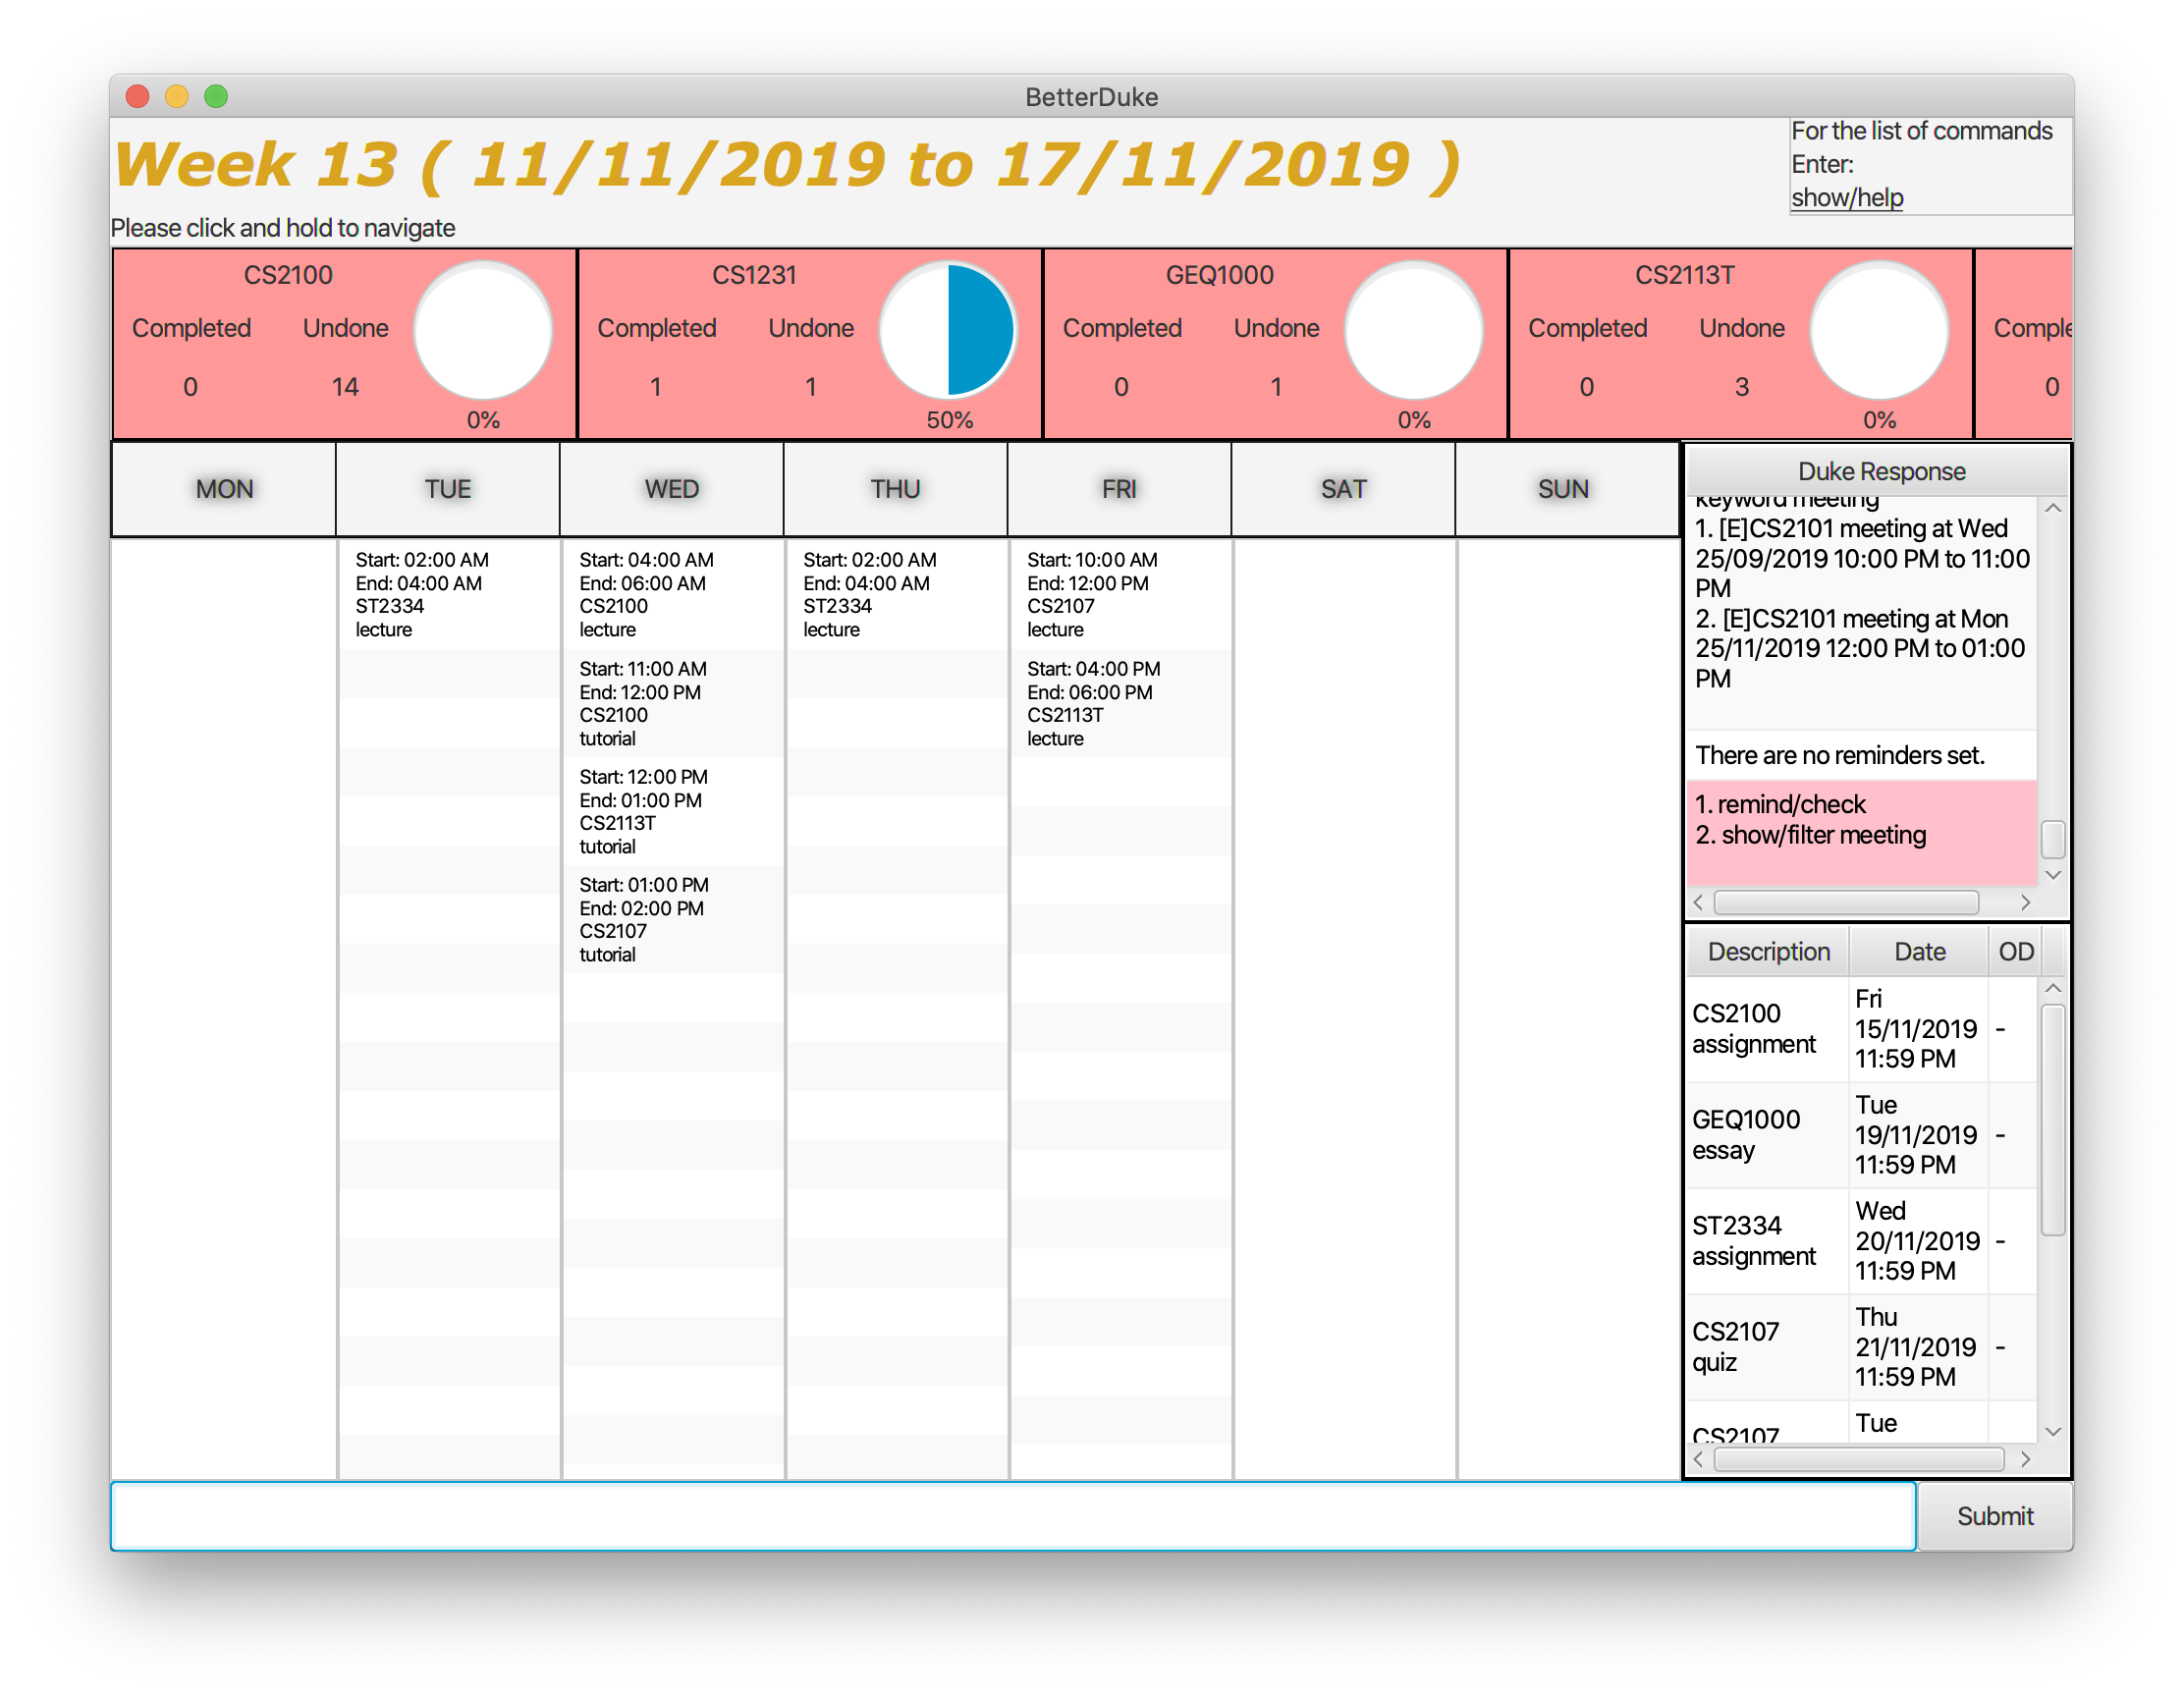 BetterDuke
Week 13 ( 11/11/2019 to 17/11/2019 )
For the list of commands
Enter:
show/help
Please click and hold to navigate
CS2100
Completed Undone
0 14
0%
CS1231
Completed Undone
1 1
50%
GEQ1000
Completed Undone
0 1
0%
CS2113T
Completed Undone
0 3
0%
Comple
0
MON TUE WED THU FRI SAT SUN
Start: 02:00 AM
End: 04:00 AM
ST2334
lecture
Start: 04:00 AM
End: 06:00 AM
CS2100
lecture
Start: 11:00 AM
End: 12:00 PM
CS2100
tutorial
Start: 12:00 PM
End: 01:00 PM
CS2113T
tutorial
Start: 01:00 PM
End: 02:00 PM
CS2107
tutorial
Start: 02:00 AM
End: 04:00 AM
ST2334
lecture
Start: 10:00 AM
End: 12:00 PM
CS2107
lecture
Start: 04:00 PM
End: 06:00 PM
CS2113T
lecture
Duke Response
keyword meeting
1. [E]CS2101 meeting at Wed
25/09/2019 10:00 PM to 11:00
PM
2. [E]CS2101 meeting at Mon
25/11/2019 12:00 PM to 01:00
PM
There are no reminders set.
1. remind/check
2. show/filter meeting
Description Date OD
CS2100
assignment
Fri
15/11/2019
11:59 PM
-
GEQ1000
essay
Tue
19/11/2019
11:59 PM
-
ST2334
assignment
Wed
20/11/2019
11:59 PM
-
CS2107
quiz
Thu
21/11/2019
11:59 PM
-
CS2107
Tue
Submit